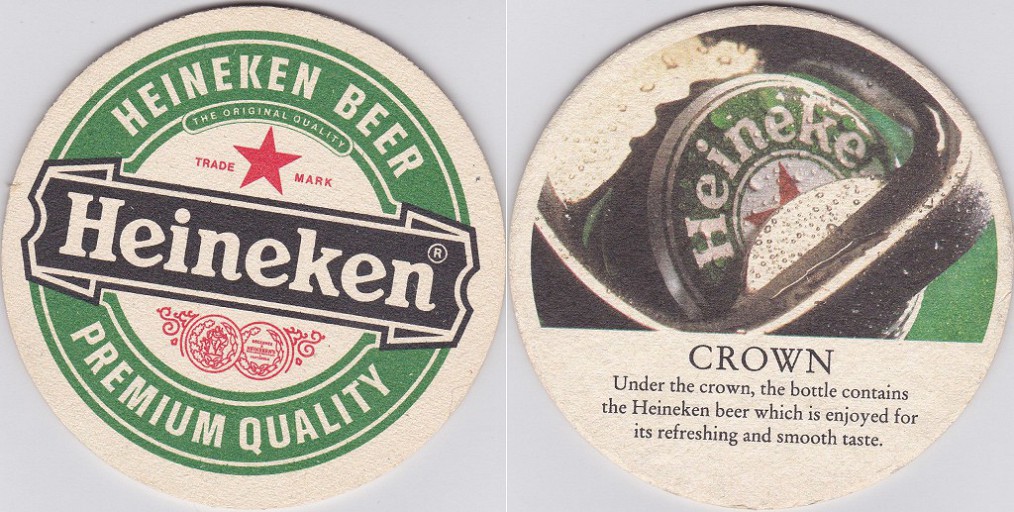 HEINEKEN BEER
THE ORIGINAL QUALITY
TRADE MARK
Heineken®
PREMIUM QUALITY
Heineken
CROWN
Under the crown, the bottle contains
the Heineken beer which is enjoyed for
its refreshing and smooth taste.